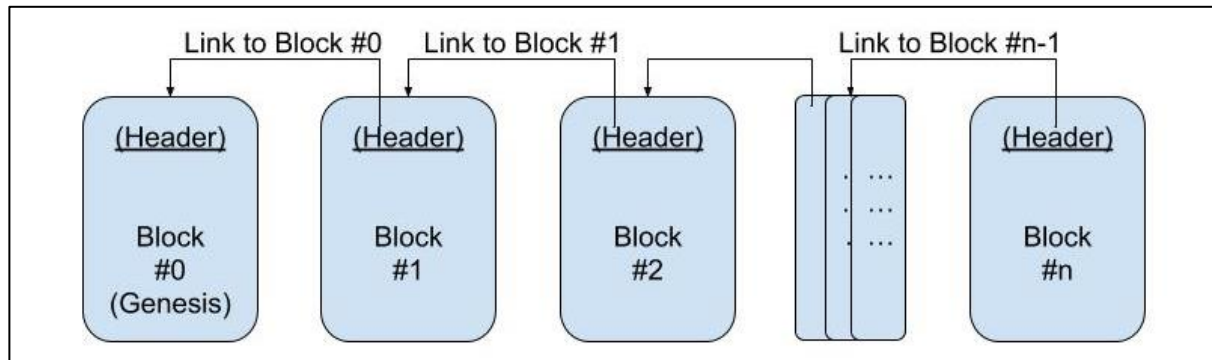 Link to Block #0 Link to Block #1 Link to Block #n-1
(Header) (Header) (Header) (Header)
. ...
. ...
. ...
Block Block Block Block
#0 #1 #2 #n
(Genesis)